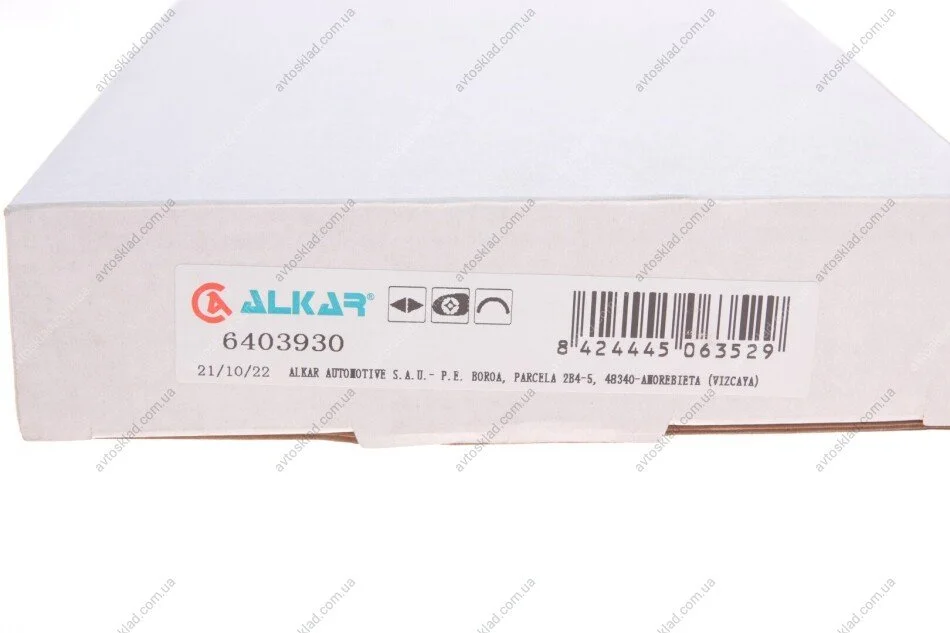 ALKAR®
6403930
8 424445 063529
21/10/22 ALKAR AUTOMOTIVE S.A.U.- P.E. BOROA, PARCELA 2B4-5, 48340-AMOREBIETA (VIZCAYA)
avtosklad.com.ua